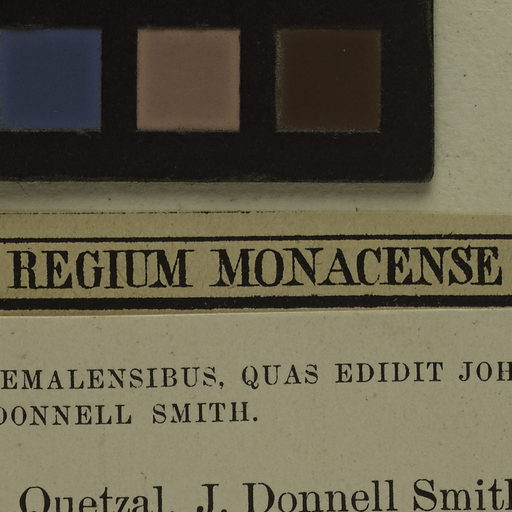 REGIUM MONACENSE
EMALENSIBUS, QUAS EDIDIT JOH
DONNELL SMITH.
Quetzal, J. Donnell Smith